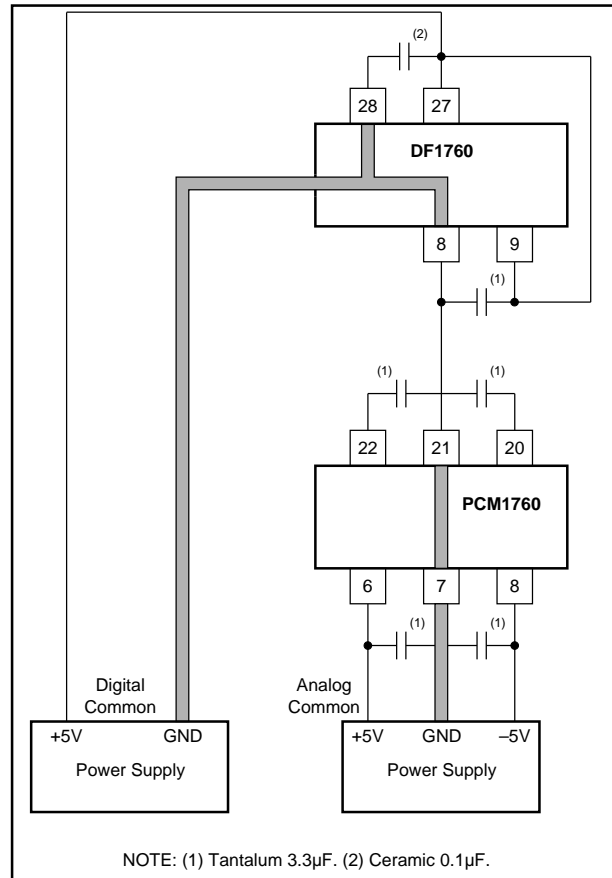 (2)
28 27
DF1760
8 9
(1)
(1) (1)
22 21 20
PCM1760
6 7 8
(1) (1)
Digital
Common
Analog
Common
+5V GND
Power Supply
+5V GND –5V
Power Supply
NOTE: (1) Tantalum 3.3µF. (2) Ceramic 0.1µF.